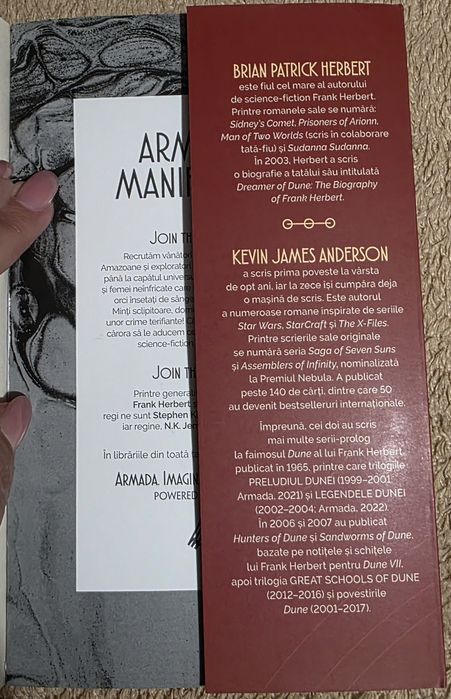 ARM
MANI
JOIN TH
Recrutăm vânător
Amazoane și exploratori
până la capătul univers
și femei neînfricate care
orci însetați de sâng
Minți sclipitoare, dorn
unor crime terifiante! C
cărora să le aducem c
science-fiction
JOIN TH
Printre general
Frank Herbert ș
regi ne sunt Stephen K
iar regine, N.K. Jem
În librăriile din toată ța
ARMADA. IMAGIN
POWERED
BRIAN PATRICK HERBERT
este fiul cel mare al autorului
de science-fiction Frank Herbert.
Printre romanele sale se numără:
Sidney's Comet, Prisoners of Arionn,
Man of Two Worlds (scris în colaborare
tată-fiu) și Sudanna Sudanna.
În 2003, Herbert a scris
o biografie a tatălui său intitulată
Dreamer of Dune: The Biography
of Frank Herbert.
KEVIN JAMES ANDERSON
a scris prima poveste la vârsta
de opt ani, iar la zece își cumpăra deja
o mașină de scris. Este autorul
a numeroase romane inspirate de seriile
Star Wars, StarCraft și The X-Files.
Printre scrierile sale originale
se numără seria Saga of Seven Suns
și Assemblers of Infinity, nominalizată
la Premiul Nebula. A publicat
peste 140 de cărți, dintre care 50
au devenit bestselleruri internaționale.
Împreună, cei doi au scris
mai multe serii-prolog
la faimosul Dune al lui Frank Herbert,
publicat în 1965, printre care trilogiile
PRELUDIUL DUNEI (1999–2001
Armada, 2021) și LEGENDELE DUNEI
(2002–2004; Armada, 2022).
În 2006 și 2007 au publicat
Hunters of Dune și Sandworms of Dune,
bazate pe notițele și schițele
lui Frank Herbert pentru Dune VII,
apoi trilogia GREAT SCHOOLS OF DUNE
(2012–2016) și povestirile
Dune (2001–2017).